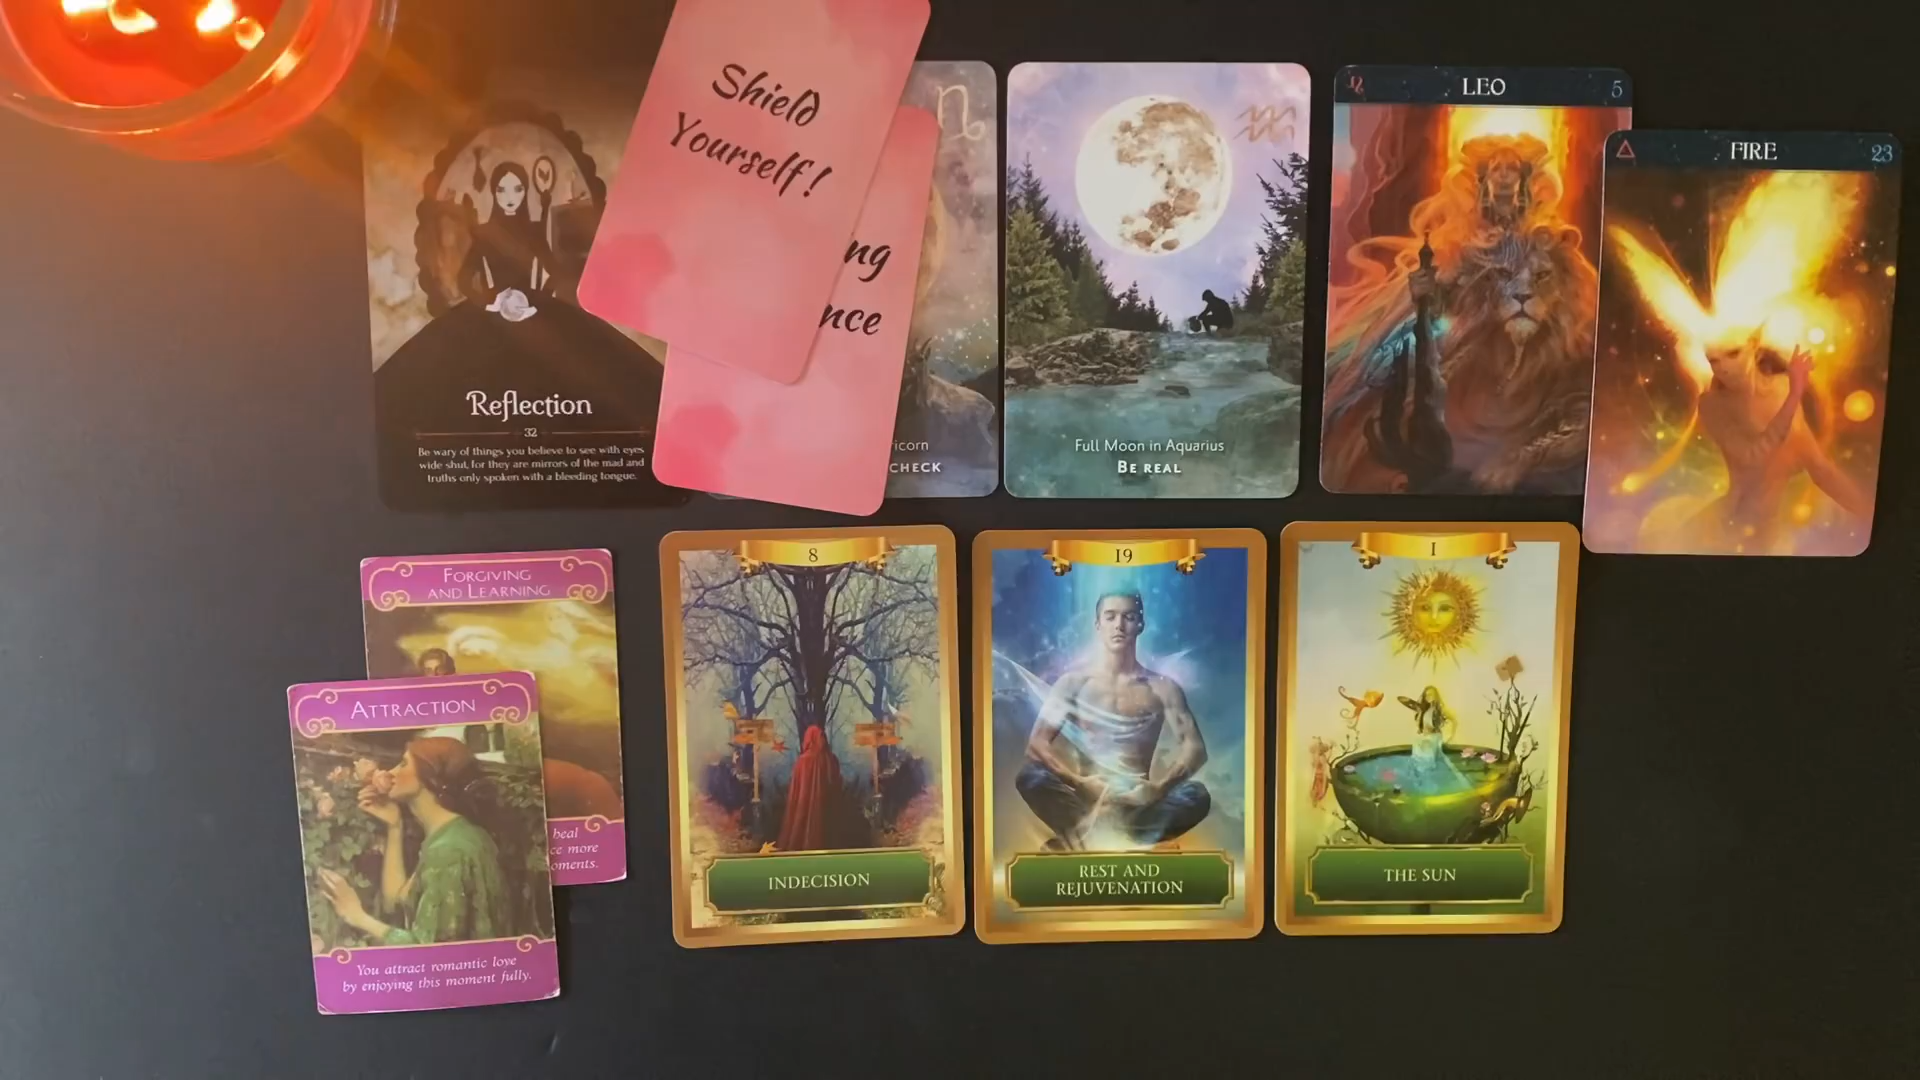 Shield
Yourself!
ng
nce
Reflection
32
Be wary of things you believe to see with eyes
wide shut, for they are mirrors of the mad and
truths only spoken with a bleeding tongue.
ricorn
CHECK
Full Moon in Aquarius
BE REAL
LEO
5
FIRE
23
FORGIVING
AND LEARNING
heal
ce more
oments.
ATTRACTION
You attract romantic love
by enjoying this moment fully.
8
INDECISION
19
REST AND
REJUVENATION
I
THE SUN